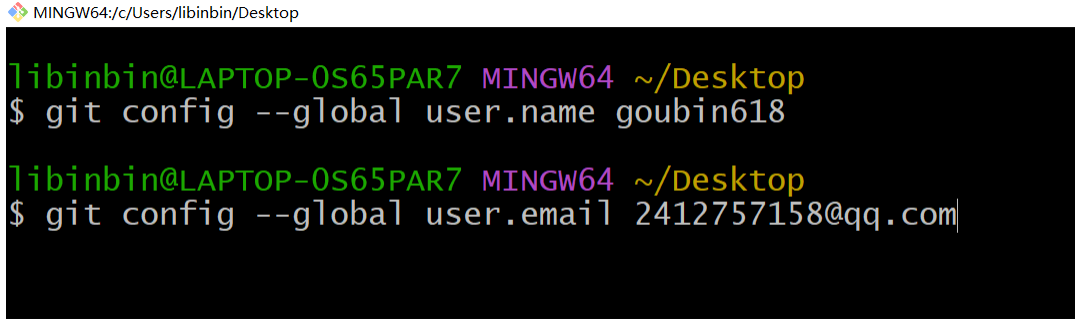 MINGW64:/c/Users/libinbin/Desktop
libinbin@LAPTOP-OS65PAR7 MINGW64 ~/Desktop
$ git config --global user.name goubin618
libinbin@LAPTOP-OS65PAR7 MINGW64 ~/Desktop
$ git config --global user.email 2412757158@qq.com